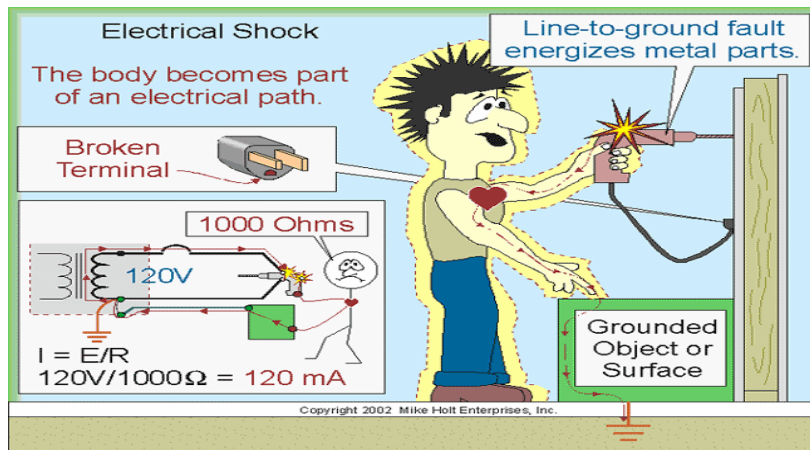 Electrical Shock
The body becomes part
of an electrical path.
Line-to-ground fault
energizes metal parts.
Broken
Terminal
1000 Ohms
120V
I = E/R
120V/1000Ω = 120 mA
Grounded
Object or
Surface
Copyright 2002 Mike Holt Enterprises, Inc.